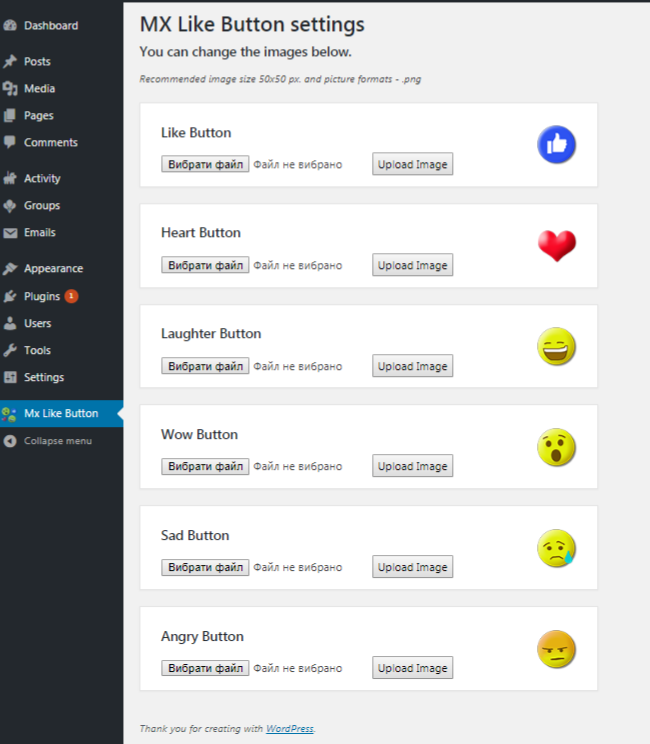 Dashboard
Posts
Media
Pages
Comments
Activity
Groups
Emails
Appearance
Plugins 1
Users
Tools
Settings
Mx Like Button
Collapse menu
MX Like Button settings
You can change the images below.
Recommended image size 50x50 px. and picture formats - .png
Like Button
Вибрати файл Файл не вибрано Upload Image
Heart Button
Вибрати файл Файл не вибрано Upload Image
Laughter Button
Вибрати файл Файл не вибрано Upload Image
Wow Button
Вибрати файл Файл не вибрано Upload Image
Sad Button
Вибрати файл Файл не вибрано Upload Image
Angry Button
Вибрати файл Файл не вибрано Upload Image
Thank you for creating with WordPress.